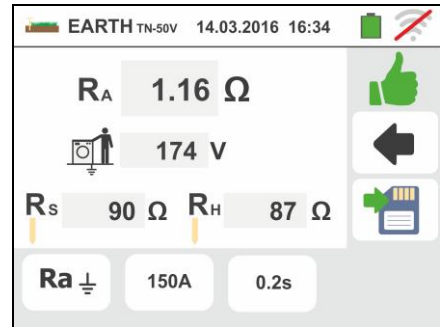 EARTH TN-50V 14.03.2016 16:34
RA 1.16 Ω
174 V
RS 90 Ω RH 87 Ω
Ra 150A 0.2s